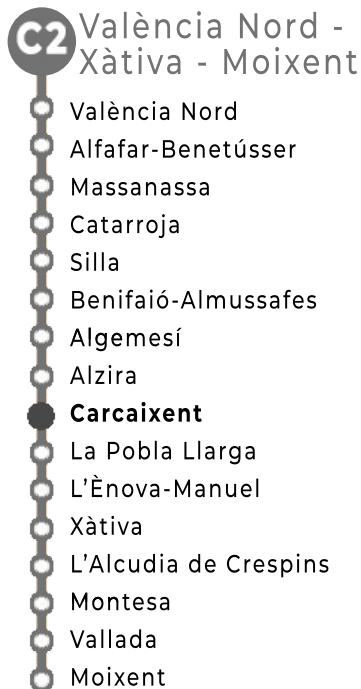 C2
València Nord -
Xàtiva - Moixent
València Nord
Alfafar-Benetússer
Massanassa
Catarroja
Silla
Benifaió-Almussafes
Algemesí
Alzira
Carcaixent
La Pobla Llarga
L'Ènova-Manuel
Xàtiva
L'Alcudia de Crespins
Montesa
Vallada
Moixent